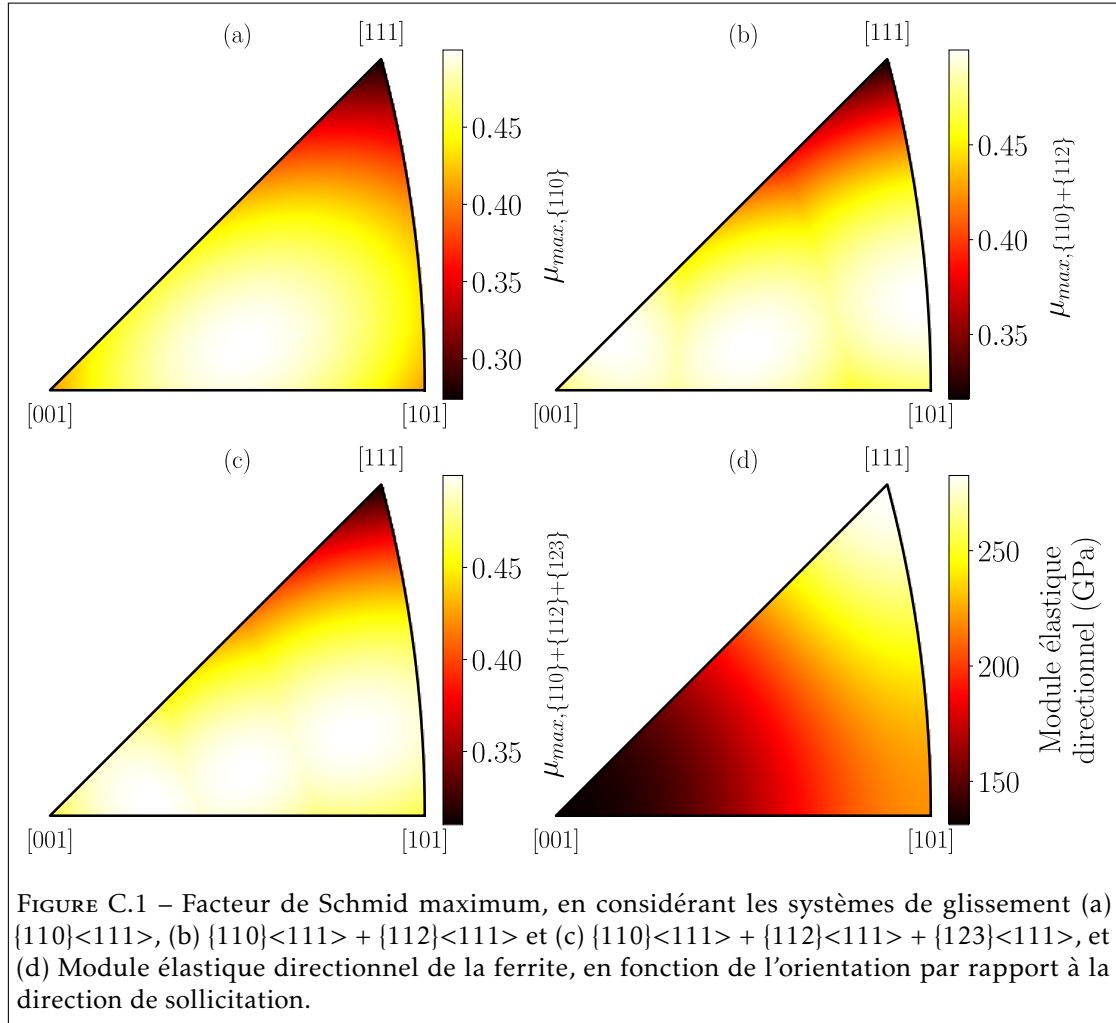 (a)
[111]
0.45
0.40
0.35
0.30
μmax,{110}
[001]
[101]
(b)
[111]
0.45
0.40
0.35
μmax,{110}+{112}
[001]
[101]
(c)
[111]
0.45
0.40
0.35
μmax,{110}+{112}+{123}
[001]
[101]
(d)
[111]
250
200
150
Module élastique
directionnel (GPa)
[001]
[101]
Figure C.1 – Facteur de Schmid maximum, en considérant les systèmes de glissement (a)
{110}<111>, (b) {110}<111> + {112}<111> et (c) {110}<111> + {112}<111> + {123}<111>, et
(d) Module élastique directionnel de la ferrite, en fonction de l'orientation par rapport à la
direction de sollicitation.